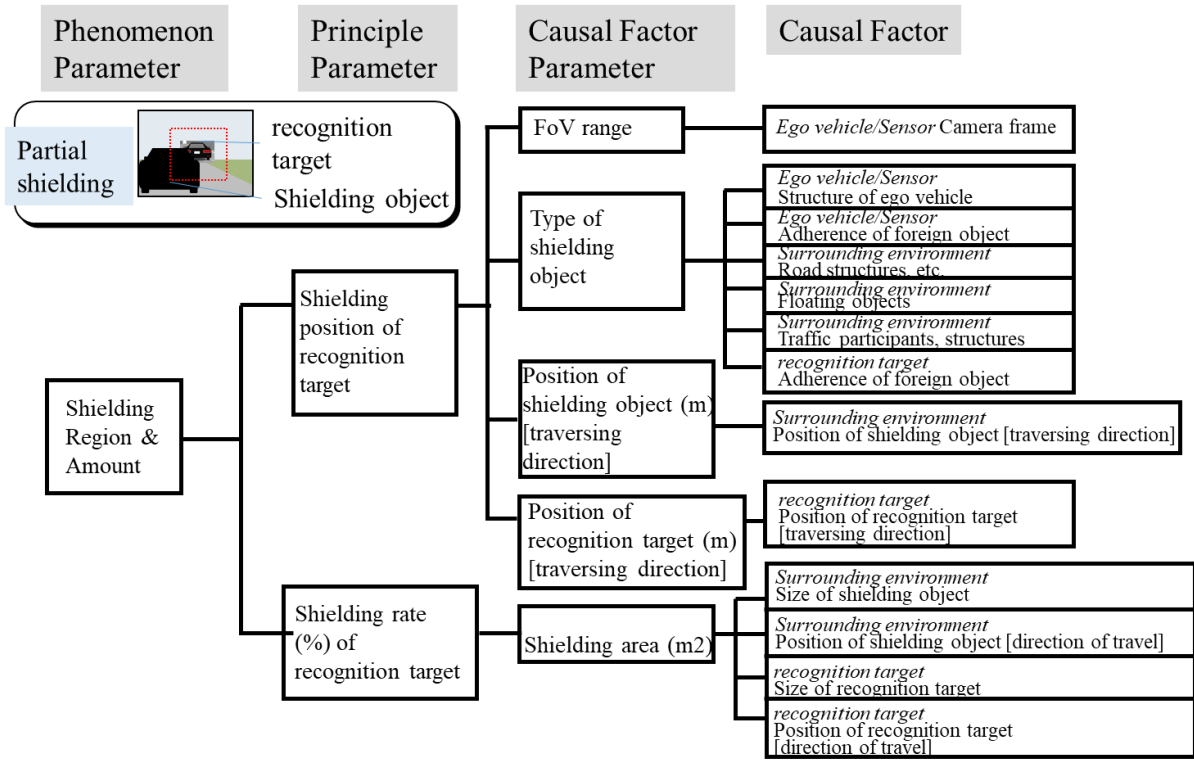 Phenomenon
Parameter
Principle
Parameter
Causal Factor
Parameter
Causal Factor
Partial
shielding
recognition
target
Shielding object
Shielding
Region &
Amount
Shielding
position of
recognition
target
Shielding rate
(%) of
recognition target
FoV range
Type of
shielding
object
Position of
shielding object (m)
[traversing
direction]
Position of
recognition target (m)
[traversing direction]
Shielding area (m2)
Ego vehicle/Sensor Camera frame
Ego vehicle/Sensor
Structure of ego vehicle
Ego vehicle/Sensor
Adherence of foreign object
Surrounding environment
Road structures, etc.
Surrounding environment
Floating objects
Surrounding environment
Traffic participants, structures
recognition target
Adherence of foreign object
Surrounding environment
Position of shielding object [traversing direction]
recognition target
Position of recognition target
[traversing direction]
Surrounding environment
Size of shielding object
Surrounding environment
Position of shielding object [direction of travel]
recognition target
Size of recognition target
recognition target
Position of recognition target
[direction of travel]